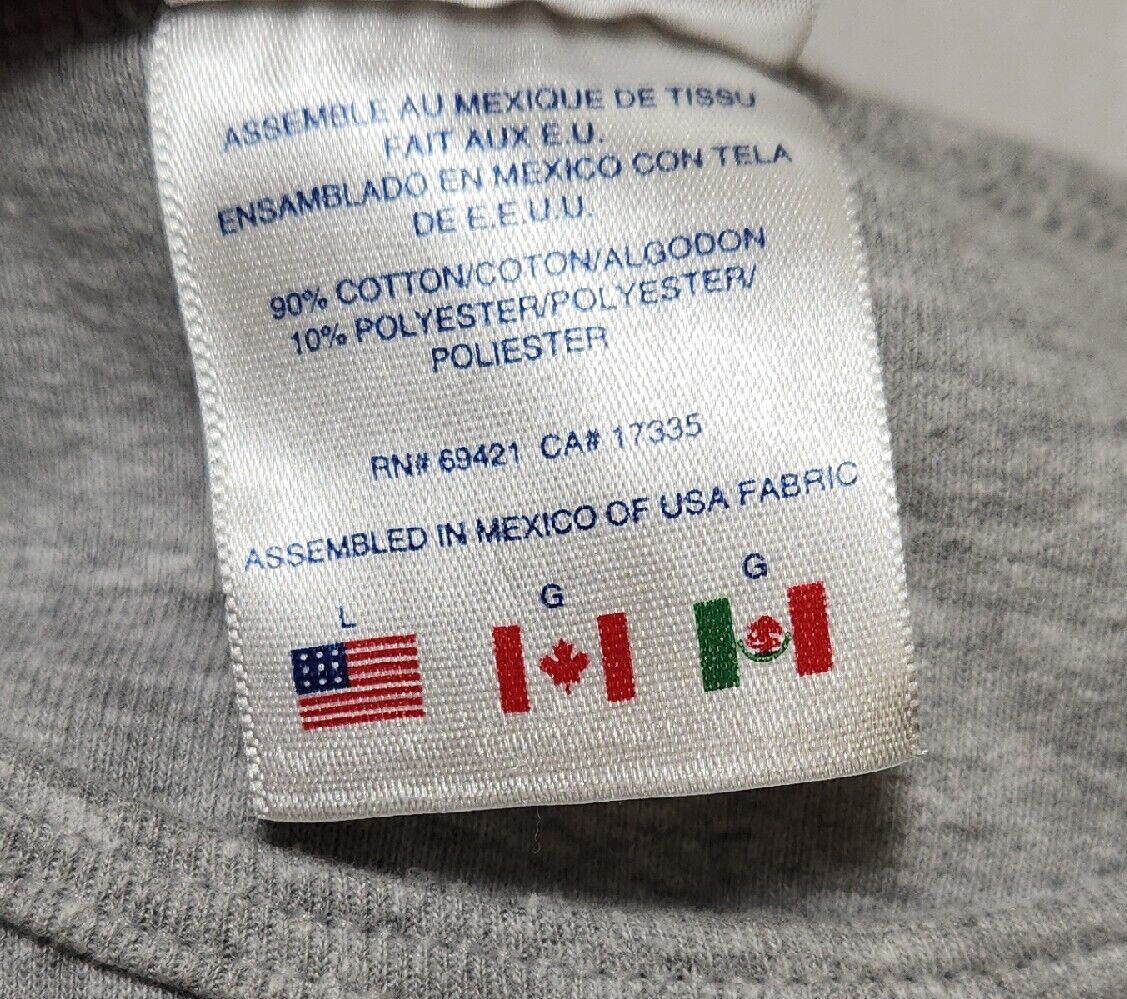 ASSEMBLE AU MEXIQUE DE TISSU
FAIT AUX E.U.
ENSAMBLADO EN MEXICO CON TELA
DE E.E.U.U.
90% COTTON/COTON/ALGODON
10% POLYESTER/POLYESTER/
POLIESTER
RN# 69421 CA# 17335
ASSEMBLED IN MEXICO OF USA FABRIC
L G G